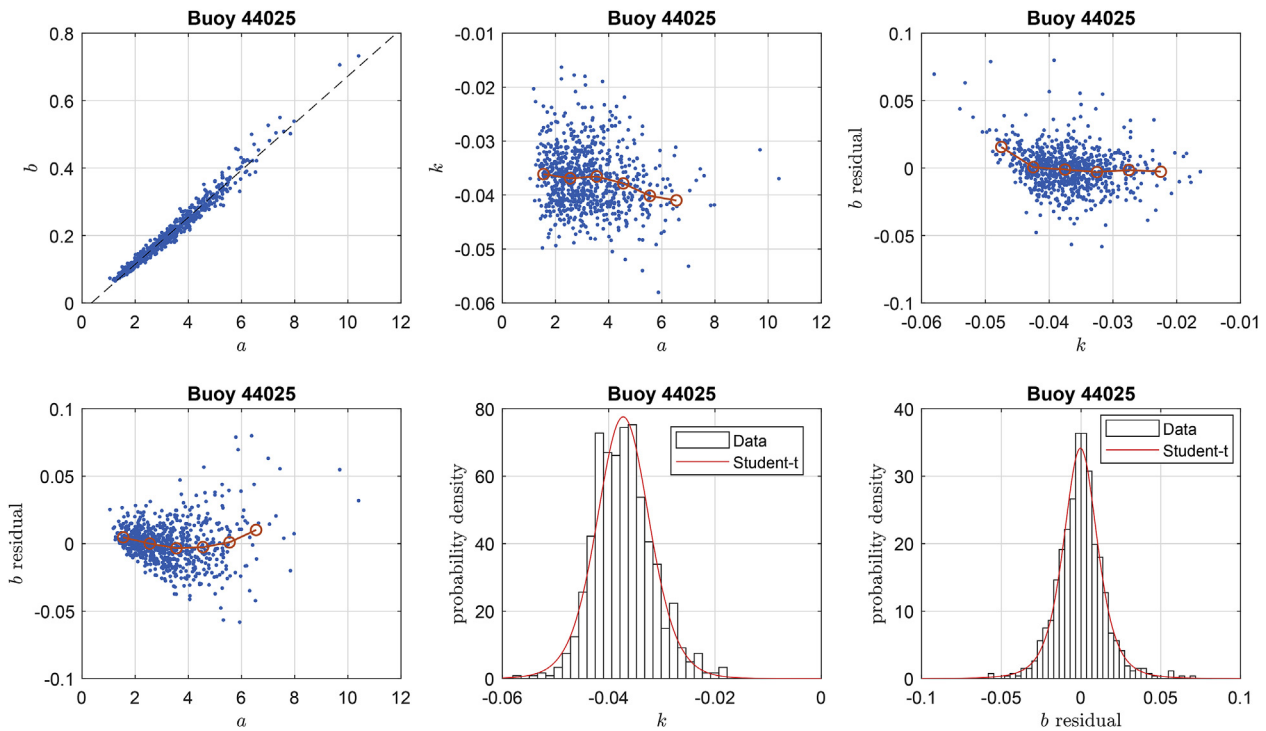 Buoy 44025
0.8
0.6
0.4
0.2
0
b
0 2 4 6 8 10 12
a
Buoy 44025
-0.01
-0.02
-0.03
-0.04
-0.05
-0.06
k
0 2 4 6 8 10 12
a
Buoy 44025
0.1
0.05
0
-0.05
-0.1
b residual
-0.06 -0.05 -0.04 -0.03 -0.02 -0.01
k
Buoy 44025
0.1
0.05
0
-0.05
-0.1
b residual
0 2 4 6 8 10 12
a
Buoy 44025
80
60
40
20
0
probability density
Data
Student-t
-0.06 -0.04 -0.02 0
k
Buoy 44025
40
30
20
10
0
probability density
Data
Student-t
-0.1 -0.05 0 0.05 0.1
b residual